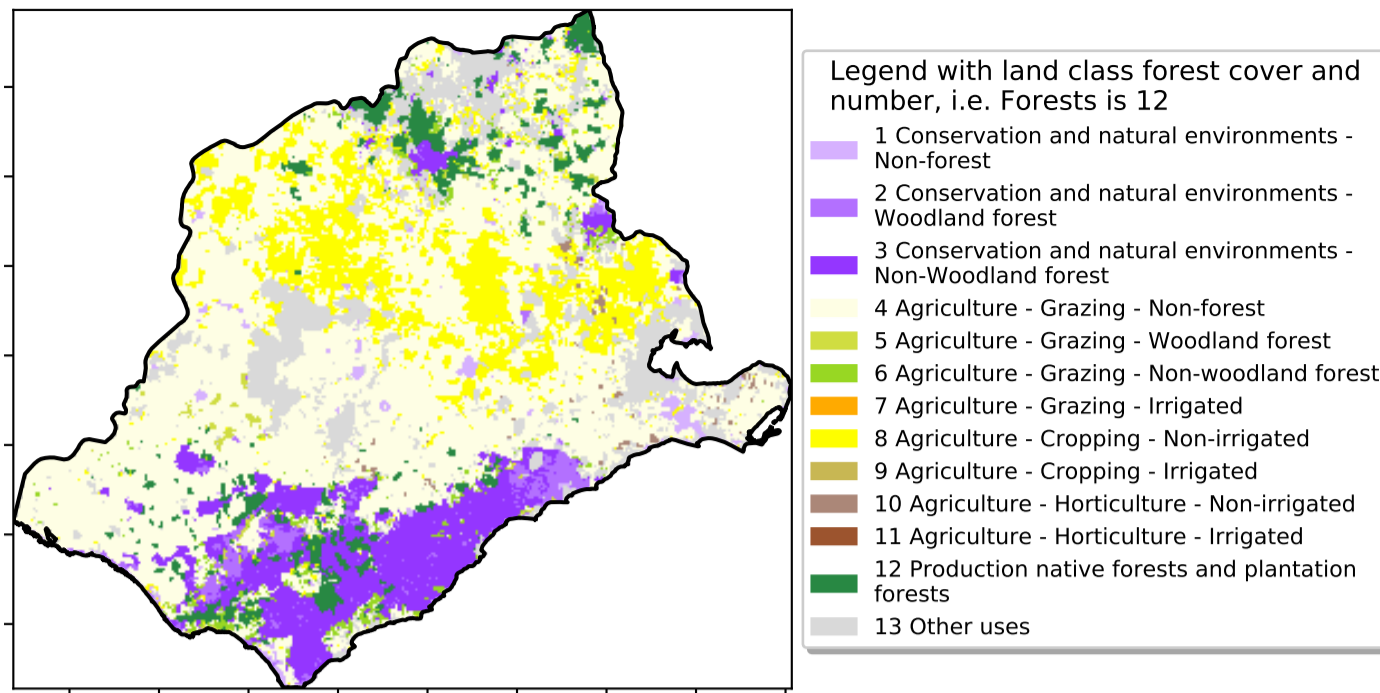 Legend with land class forest cover and
number, i.e. Forests is 12
1 Conservation and natural environments -
Non-forest
2 Conservation and natural environments -
Woodland forest
3 Conservation and natural environments -
Non-Woodland forest
4 Agriculture - Grazing - Non-forest
5 Agriculture - Grazing - Woodland forest
6 Agriculture - Grazing - Non-woodland forest
7 Agriculture - Grazing - Irrigated
8 Agriculture - Cropping - Non-irrigated
9 Agriculture - Cropping - Irrigated
10 Agriculture - Horticulture - Non-irrigated
11 Agriculture - Horticulture - Irrigated
12 Production native forests and plantation
forests
13 Other uses